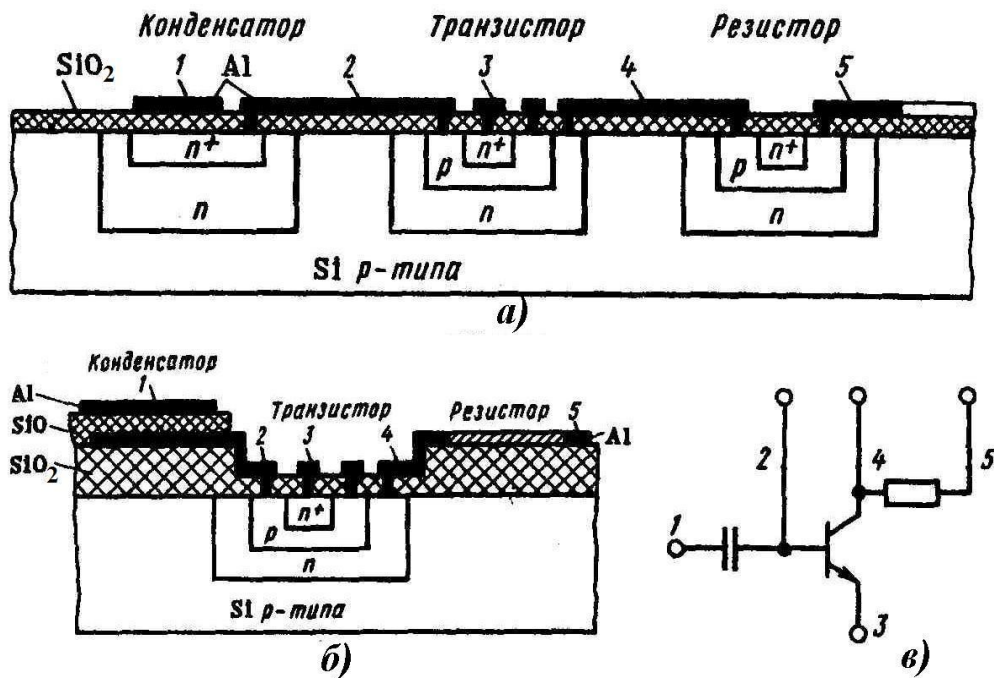 Конденсатор Транзистор Резистор
SiO2 1 Al 2 3 4 5
n+ n+ n+
p p
n n n
Si p-типа
а)
Конденсатор
1
Al
Транзистор Резистор 5
SiO 2 3 4 Al
SiO2
n+
p
n
Si p-типа
б)
2 4 5
1
3
в)